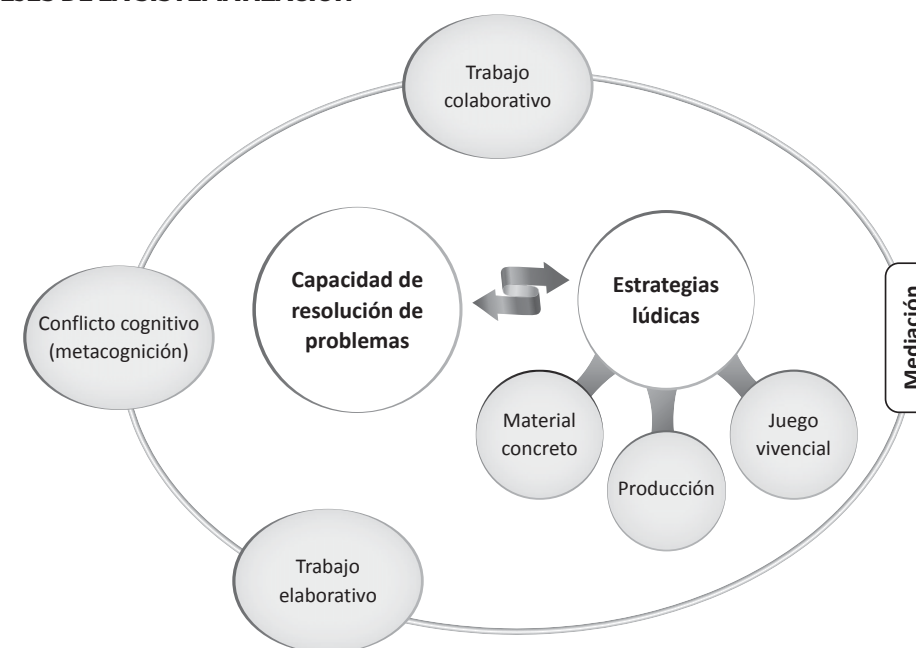 Trabajo
colaborativo
Capacidad de
resolución de
problemas
Estrategias
lúdicas
Mediación
Conflicto cognitivo
(metacognición)
Material
concreto
Juego
vivencial
Producción
Trabajo
elaborativo